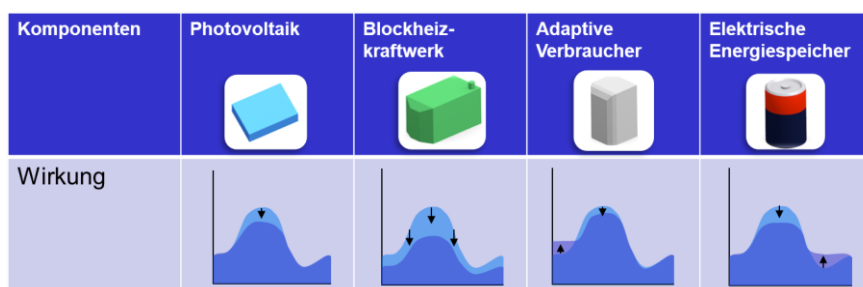 Komponenten
Photovoltaik
Blockheiz-
kraftwerk
Adaptive
Verbraucher
Elektrische
Energiespeicher
Wirkung